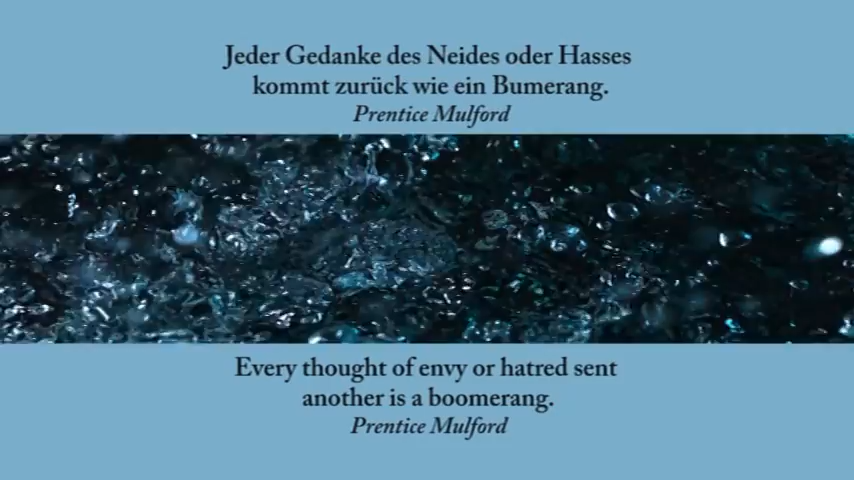 Jeder Gedanke des Neides oder Hasses
kommt zurück wie ein Bumerang.
Prentice Mulford
Every thought of envy or hatred sent
another is a boomerang.
Prentice Mulford